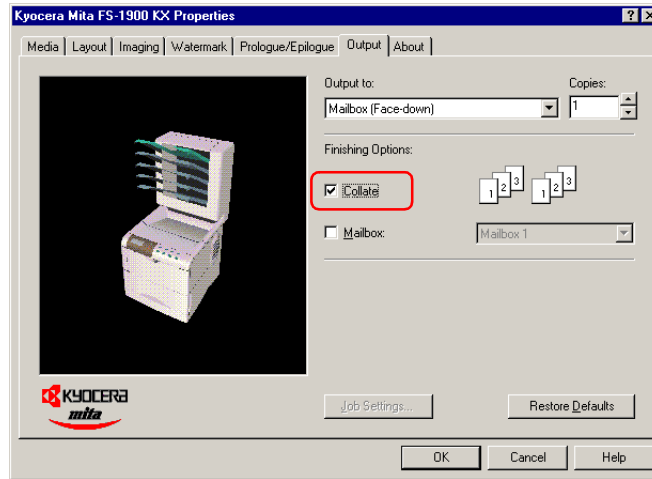 Kyocera Mita FS-1900 KX Properties
Media Layout Imaging Watermark Prologue/Epilogue Output About
Output to: Copies:
Mailbox (Face-down) 1
Finishing Options:
Collate
1 2 3 1 2 3
Mailbox: Mailbox 1
KYOCERA
mita
Job Settings... Restore Defaults
OK Cancel Help